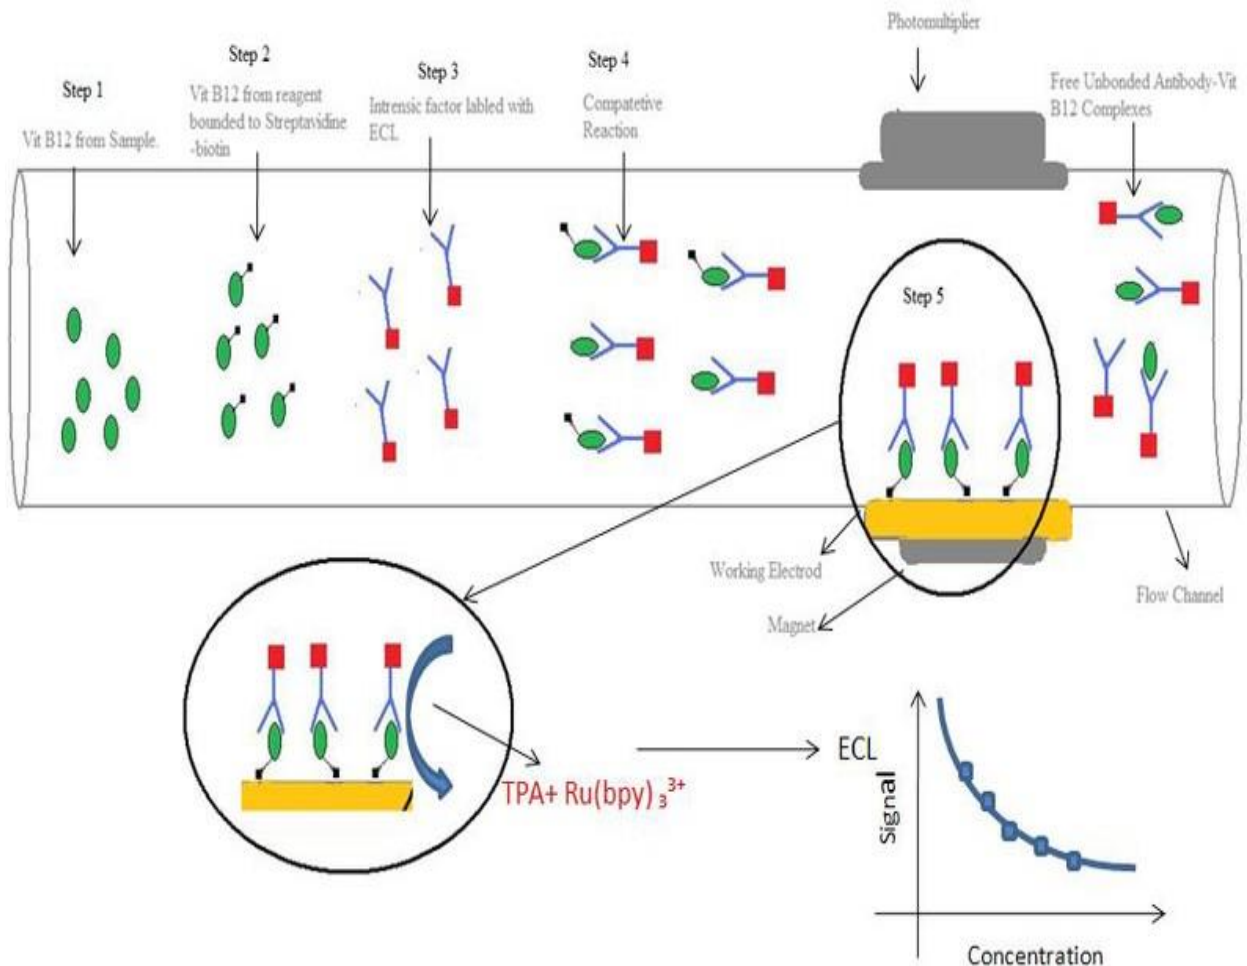 Photomultiplier
Step 1
Vit B12 from Sample.
Step 2
Vit B12 from reagent
bounded to Streptavidine
-biotin
Step 3
Intrensic factor labled with
ECL
Step 4
Compatetive
Reaction
Free Unbonded Antibody-Vit
B12 Complexes
Step 5
Working Electrod
Magnet
Flow Channel
TPA+ Ru(bpy) ₃³⁺
ECL
Signal
Concentration